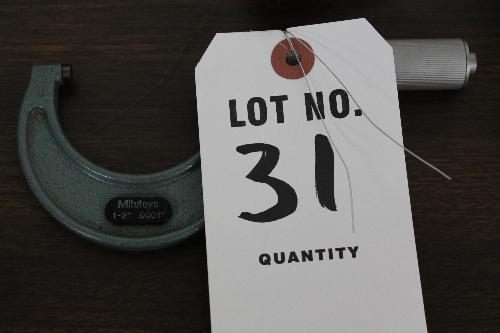 LOT NO.
31
QUANTITY
Mitutoyo
1-2" .0001"